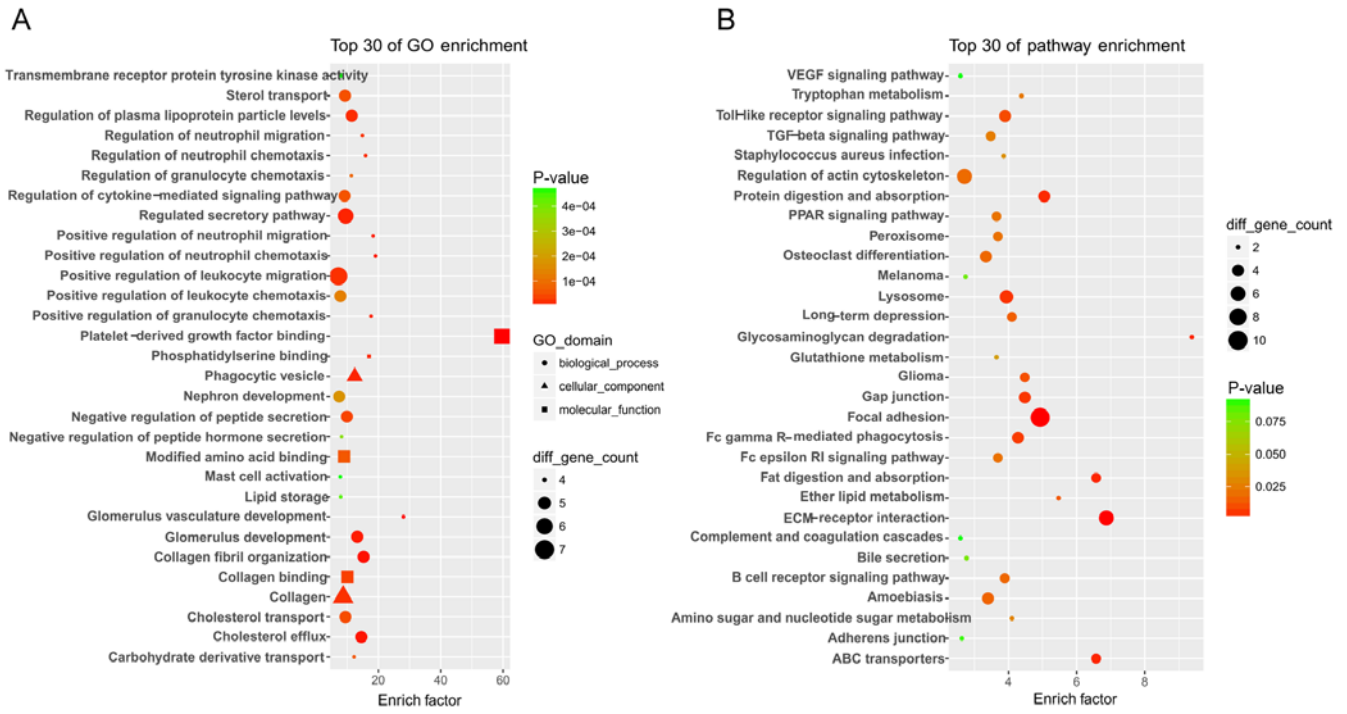 A
Top 30 of GO enrichment
Transmembrane receptor protein tyrosine kinase activity
Sterol transport
Regulation of plasma lipoprotein particle levels
Regulation of neutrophil migration
Regulation of neutrophil chemotaxis
Regulation of granulocyte chemotaxis
Regulation of cytokine−mediated signaling pathway
Regulated secretory pathway
Positive regulation of neutrophil migration
Positive regulation of neutrophil chemotaxis
Positive regulation of leukocyte migration
Positive regulation of leukocyte chemotaxis
Positive regulation of granulocyte chemotaxis
Platelet−derived growth factor binding
Phosphatidylserine binding
Phagocytic vesicle
Nephron development
Negative regulation of peptide secretion
Negative regulation of peptide hormone secretion
Modified amino acid binding
Mast cell activation
Lipid storage
Glomerulus vasculature development
Glomerulus development
Collagen fibril organization
Collagen binding
Collagen
Cholesterol transport
Cholesterol efflux
Carbohydrate derivative transport
20 40 60
Enrich factor
P-value
4e−04
3e−04
2e−04
1e−04
GO_domain
biological_process
cellular_component
molecular_function
diff_gene_count
4
5
6
7
B
Top 30 of pathway enrichment
VEGF signaling pathway
Tryptophan metabolism
Toll−like receptor signaling pathway
TGF−beta signaling pathway
Staphylococcus aureus infection
Regulation of actin cytoskeleton
Protein digestion and absorption
PPAR signaling pathway
Peroxisome
Osteoclast differentiation
Melanoma
Lysosome
Long−term depression
Glycosaminoglycan degradation
Glutathione metabolism
Glioma
Gap junction
Focal adhesion
Fc gamma R−mediated phagocytosis
Fc epsilon RI signaling pathway
Fat digestion and absorption
Ether lipid metabolism
ECM−receptor interaction
Complement and coagulation cascades
Bile secretion
B cell receptor signaling pathway
Amoebiasis
Amino sugar and nucleotide sugar metabolism
Adherens junction
ABC transporters
4 6 8
Enrich factor
diff_gene_count
2
4
6
8
10
P-value
0.075
0.050
0.025